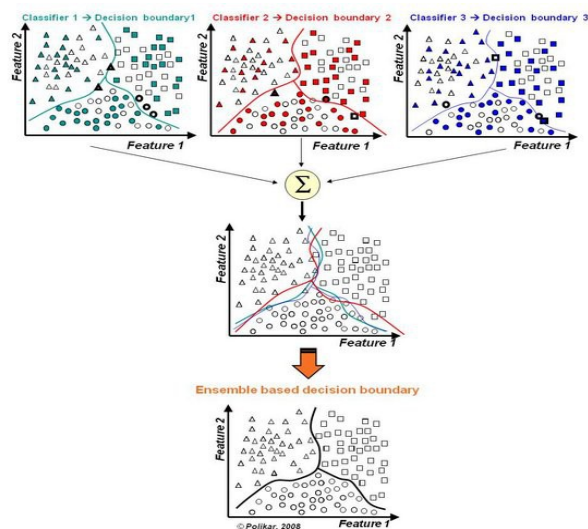 Classifier 1 → Decision boundary1
Classifier 2 → Decision boundary 2
Classifier 3 → Decision boundary 3
Feature 2
Feature 1
Feature 2
Feature 1
Feature 2
Feature 1
Σ
Feature 2
Feature 1
Ensemble based decision boundary
Feature 2
Feature 1
© Polikar, 2008